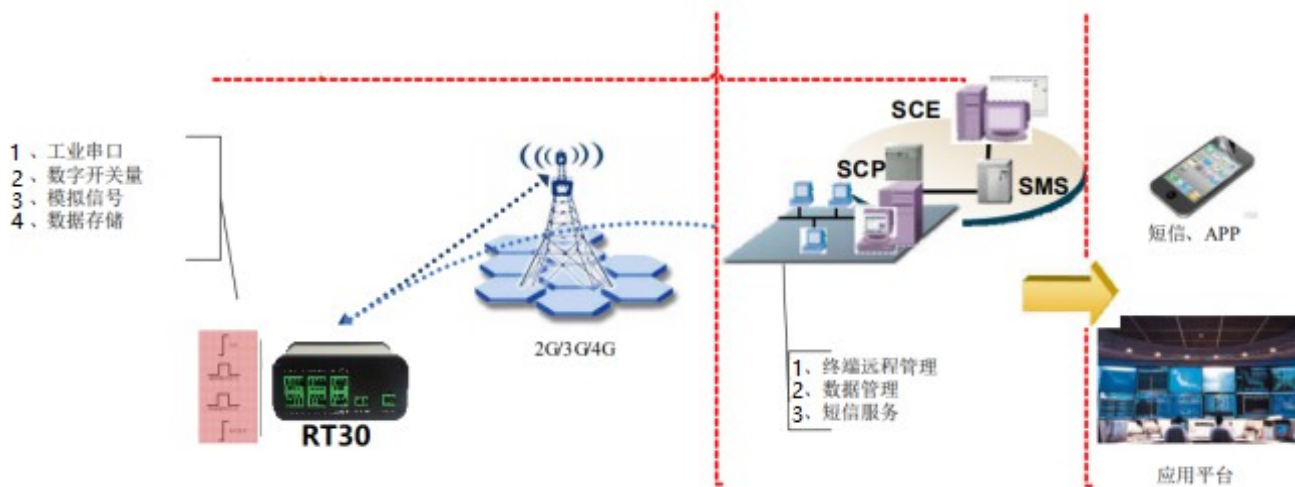 1、工业串口
2、数字开关量
3、模拟信号
4、数据存储
RT30
2G/3G/4G
SCE
SCP
SMS
1、终端远程管理
2、数据管理
3、短信服务
短信、APP
应用平台